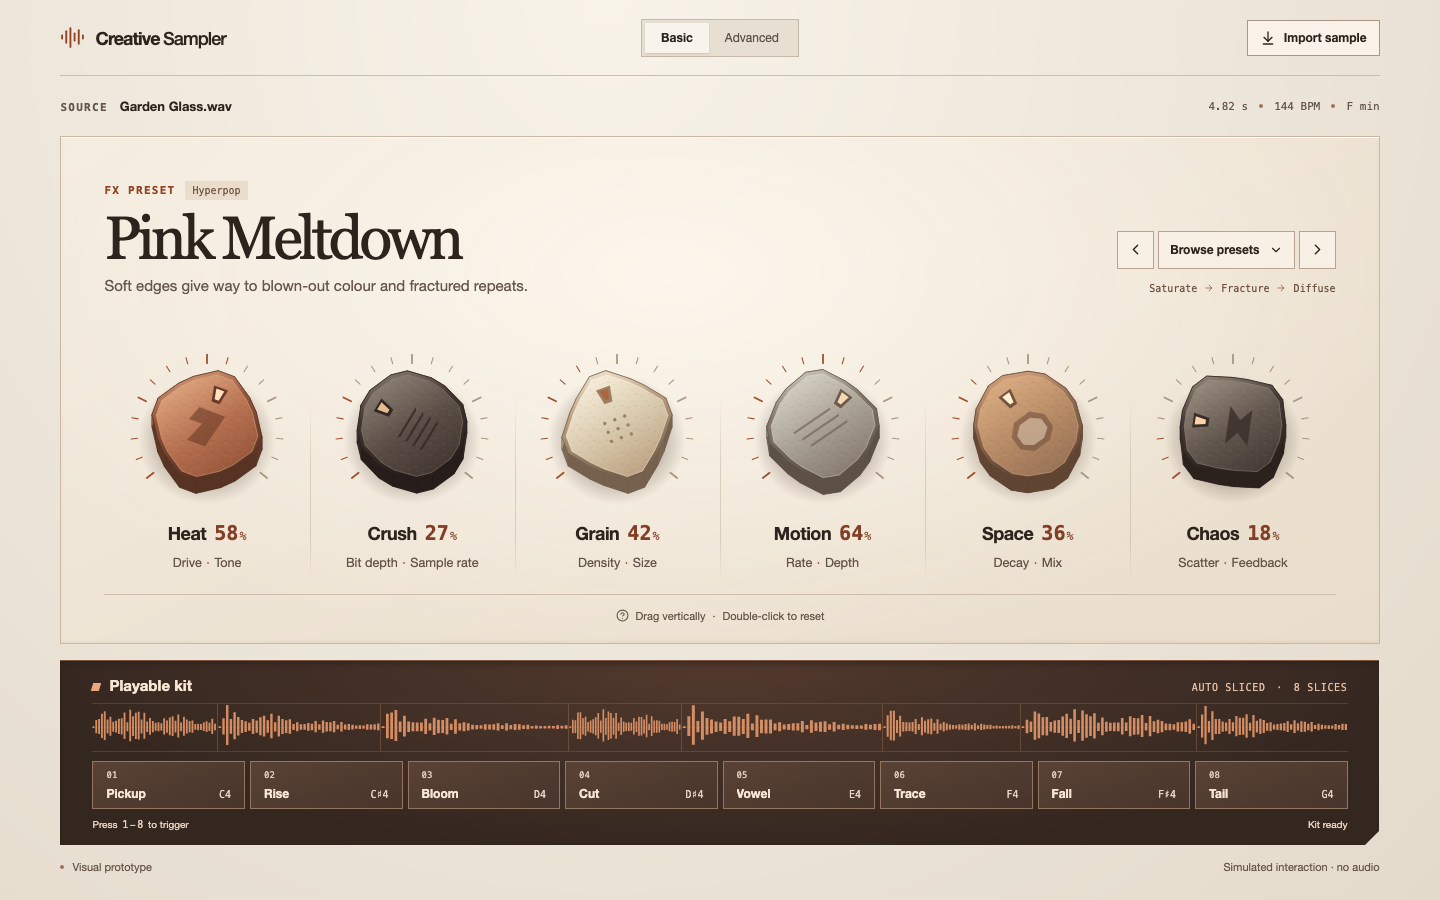 Creative Sampler
Basic Advanced
Import sample
SOURCE Garden Glass.wav
4.82 s • 144 BPM • F min
FX PRESET Hyperpop
Pink Meltdown
Soft edges give way to blown-out colour and fractured repeats.
Browse presets
Saturate → Fracture → Diffuse
Heat 58%
Drive · Tone
Crush 27%
Bit depth · Sample rate
Grain 42%
Density · Size
Motion 64%
Rate · Depth
Space 36%
Decay · Mix
Chaos 18%
Scatter · Feedback
Drag vertically · Double-click to reset
Playable kit
AUTO SLICED · 8 SLICES
01
Pickup C4
02
Rise C♯4
03
Bloom D4
04
Cut D♯4
05
Vowel E4
06
Trace F4
07
Fall F♯4
08
Tail G4
Press 1–8 to trigger
Kit ready
• Visual prototype
Simulated interaction · no audio